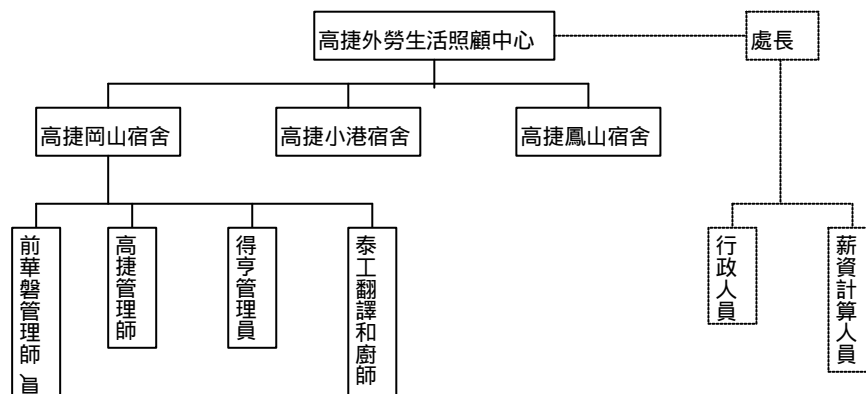 高捷外勞生活照顧中心
處長
高捷岡山宿舍
高捷小港宿舍
高捷鳳山宿舍
前華磐管理師、員
高捷管理師
得亨管理員
泰工翻譯和廚師
行政人員
薪資計算人員